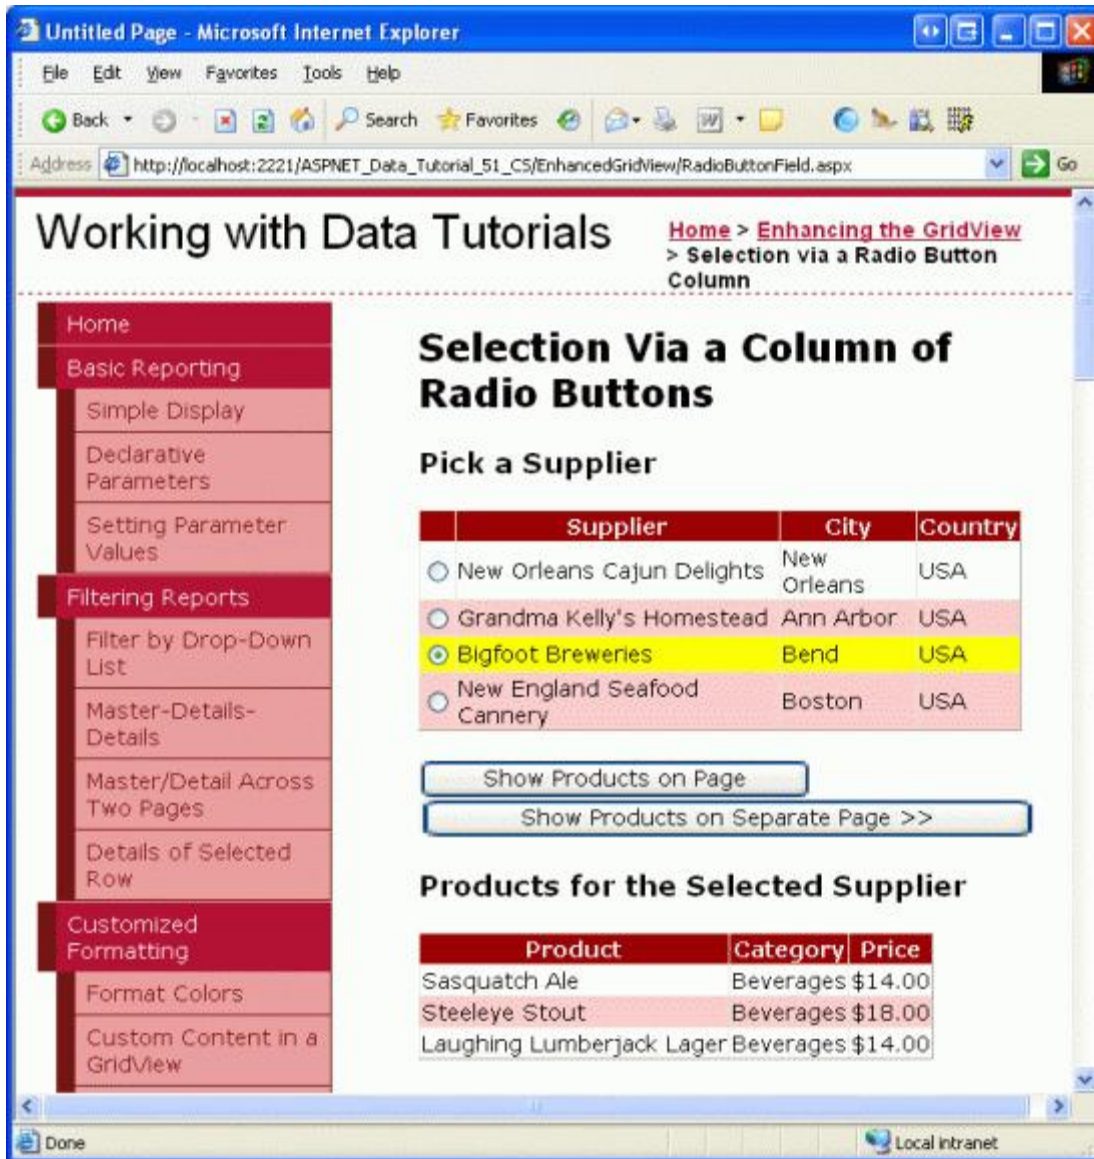 Untitled Page - Microsoft Internet Explorer
File Edit View Favorites Tools Help
Back Search Favorites
Address http://localhost:2221/ASPNET_Data_Tutorial_51_CS/EnhancedGridView/RadioButtonField.aspx Go
Working with Data Tutorials
Home > Enhancing the GridView
> Selection via a Radio Button
Column
Home
Basic Reporting
Simple Display
Declarative
Parameters
Setting Parameter
Values
Filtering Reports
Filter by Drop-Down
List
Master-Details-
Details
Master/Detail Across
Two Pages
Details of Selected
Row
Customized
Formatting
Format Colors
Custom Content in a
GridView
Selection Via a Column of
Radio Buttons
Pick a Supplier
Supplier City Country
New Orleans Cajun Delights New Orleans USA
Grandma Kelly's Homestead Ann Arbor USA
Bigfoot Breweries Bend USA
New England Seafood
Cannery Boston USA
Show Products on Page
Show Products on Separate Page >>
Products for the Selected Supplier
Product Category Price
Sasquatch Ale Beverages $14.00
Steeleye Stout Beverages $18.00
Laughing Lumberjack Lager Beverages $14.00
Done Local intranet